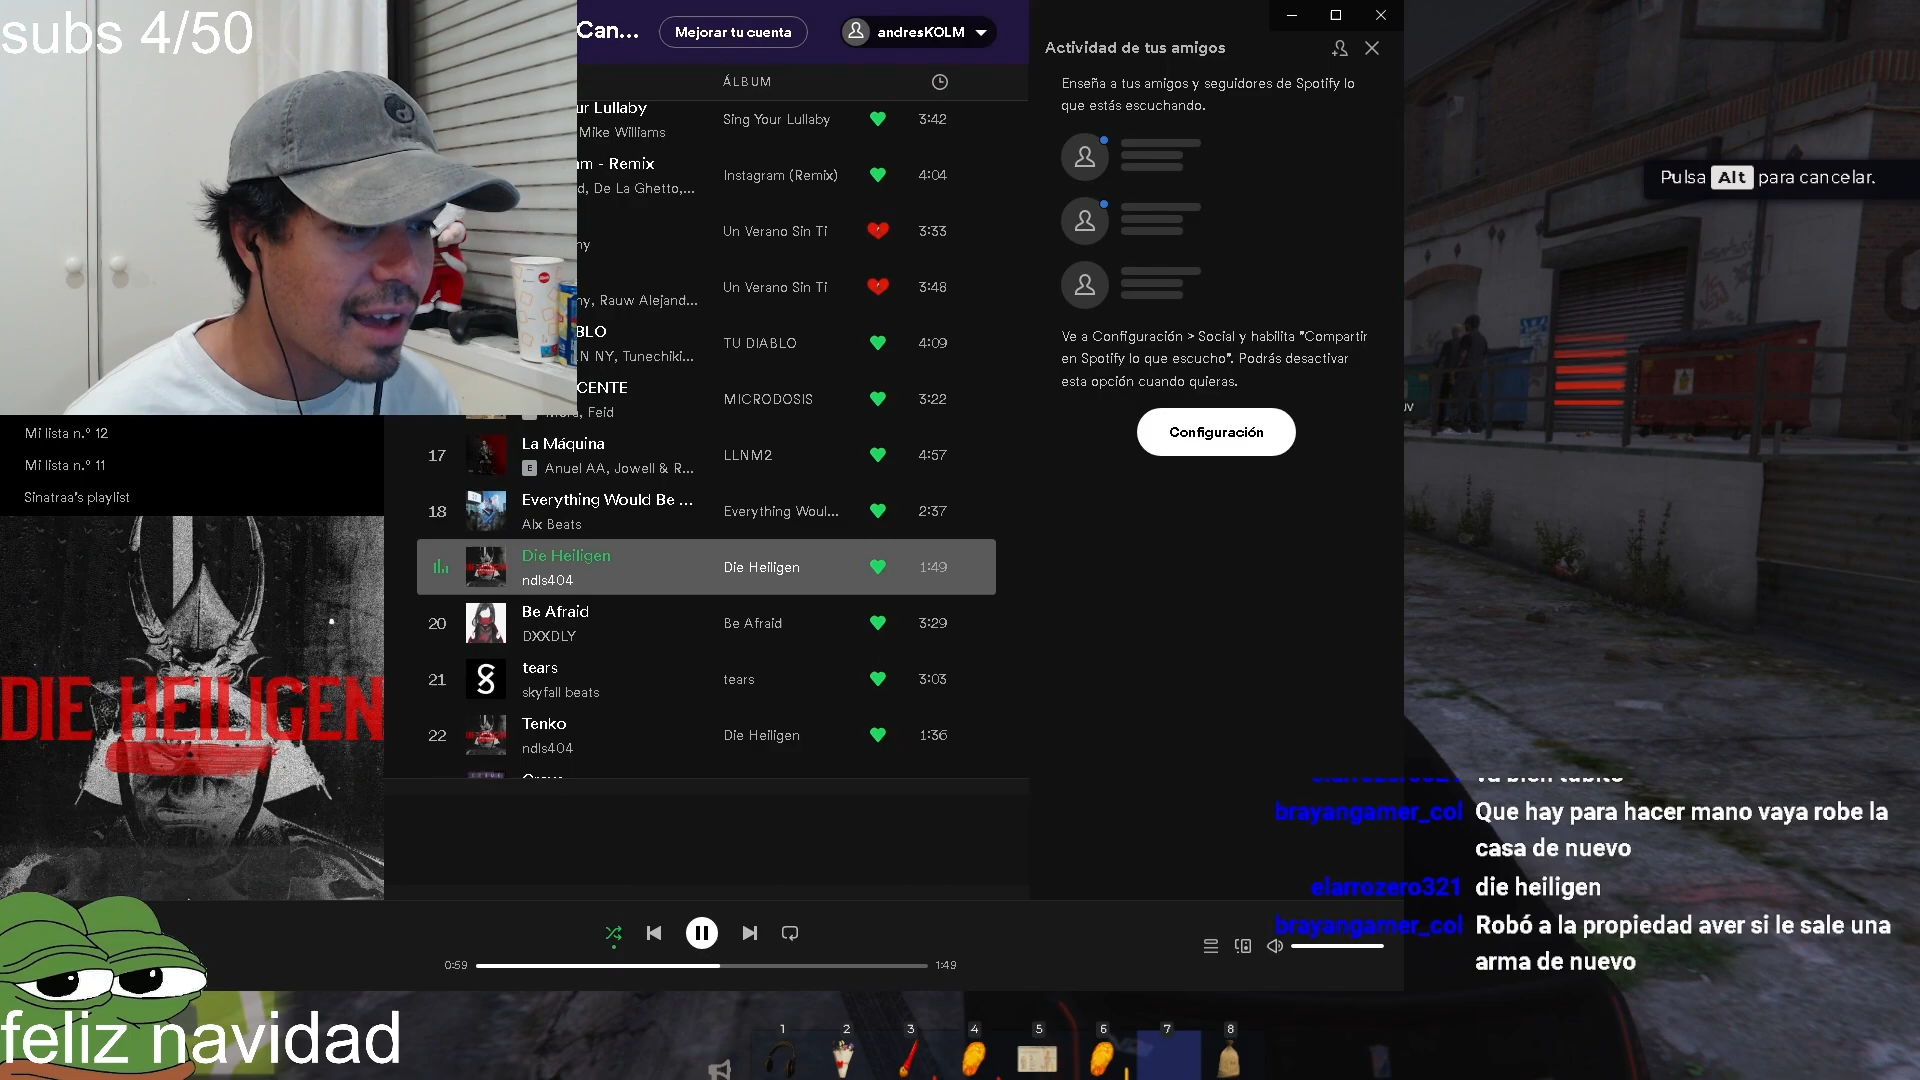 subs 4/50
Can...
Mejorar tu cuenta
andresKOLM
Actividad de tus amigos
Enseña a tus amigos y seguidores de Spotify lo
que estás escuchando.
Ve a Configuración > Social y habilita "Compartir
en Spotify lo que escucho". Podrás desactivar
esta opción cuando quieras.
Configuración
Pulsa Alt para cancelar.
ÁLBUM
ur Lullaby
Mike Williams
Sing Your Lullaby
3:42
m - Remix
d, De La Ghetto,...
Instagram (Remix)
4:04
ny
Un Verano Sin Ti
3:33
ny, Rauw Alejand...
Un Verano Sin Ti
3:48
BLO
N NY, Tunechiki...
TU DIABLO
4:09
CENTE
Mora, Feid
MICRODOSIS
3:22
17
La Máquina
E Anuel AA, Jowell & R...
LLNM2
4:57
18
Everything Would Be ...
Alx Beats
Everything Woul...
2:37
Die Heiligen
ndls404
Die Heiligen
1:49
20
Be Afraid
DXXDLY
Be Afraid
3:29
21
tears
skyfall beats
tears
3:03
22
Tenko
ndls404
Die Heiligen
1:36
Mi lista n.º 12
Mi lista n.º 11
Sinatraa's playlist
DIE HEILIGEN
0:59
1:49
elarrozero321
brayangamer_col Que hay para hacer mano vaya robe la
casa de nuevo
elarrozero321 die heiligen
brayangamer_col Robó a la propiedad aver si le sale una
arma de nuevo
feliz navidad
1 2 3 4 5 6 7 8